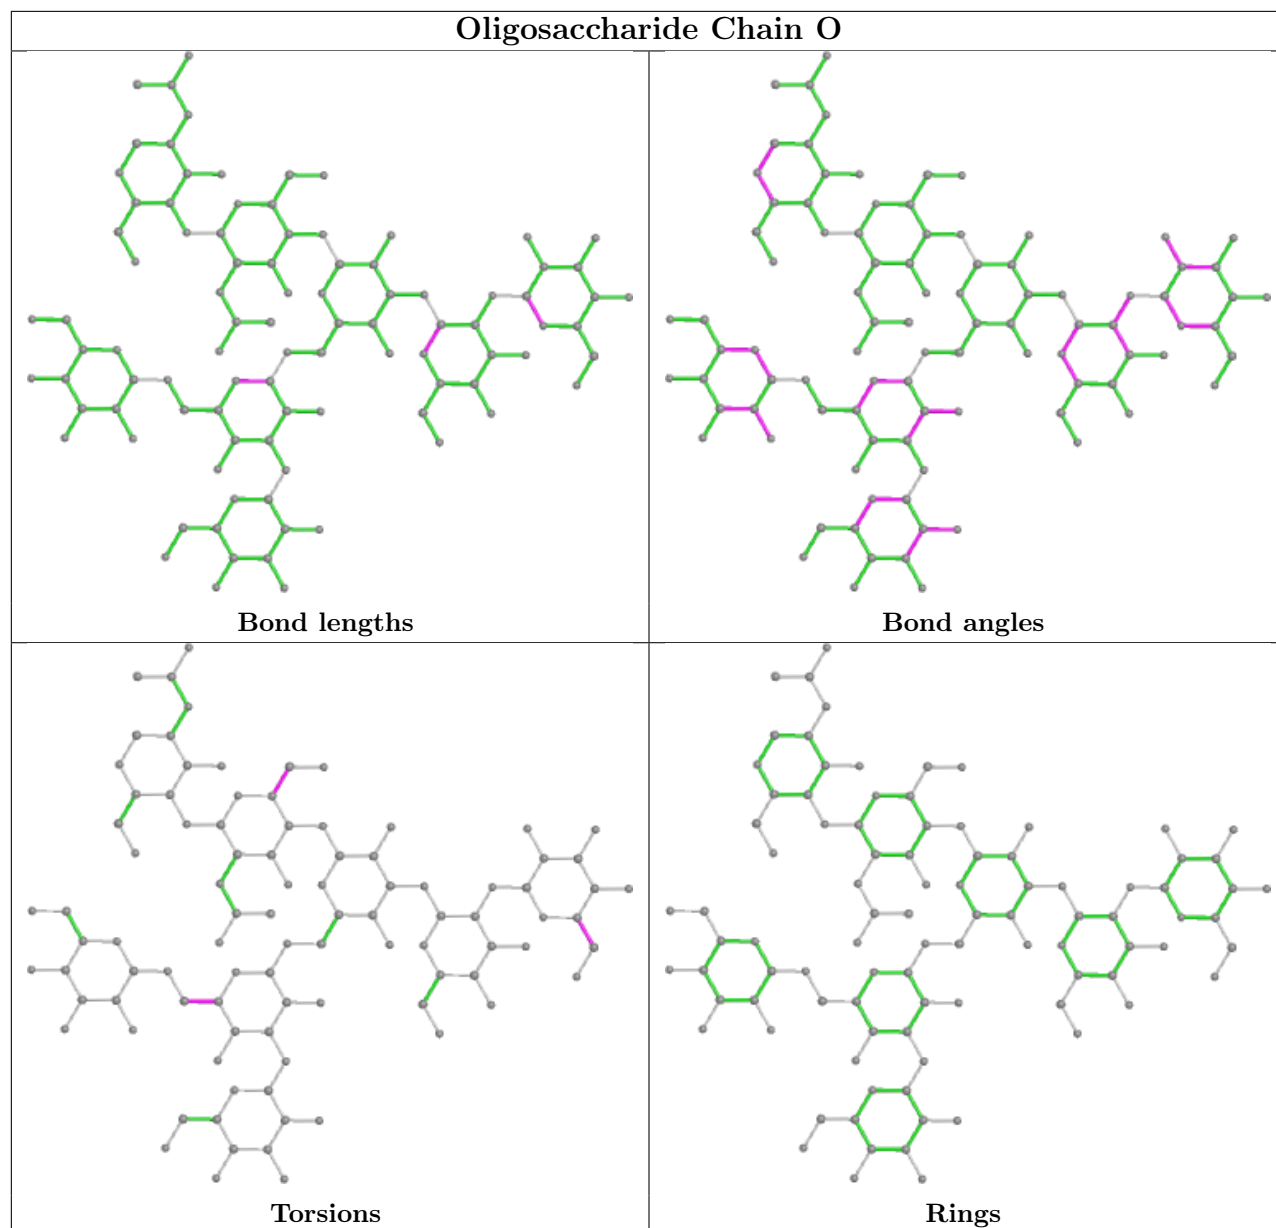 Oligosaccharide Chain O
Bond lengths
Bond angles
Torsions
Rings